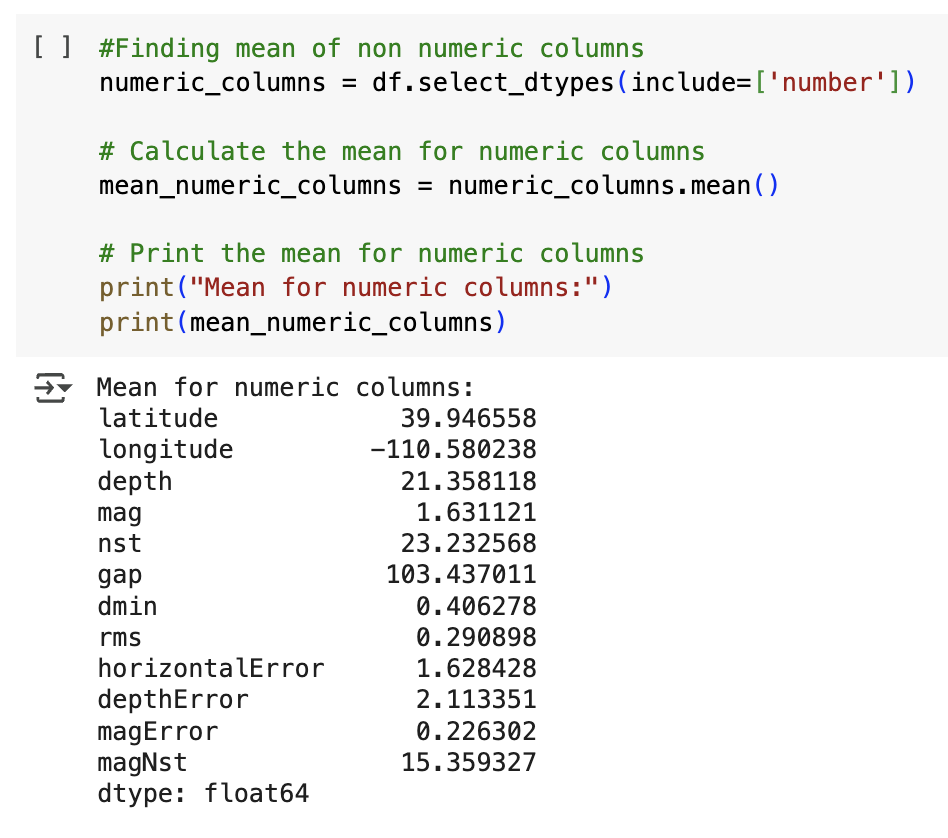 [ ] #Finding mean of non numeric columns
numeric_columns = df.select_dtypes(include=['number'])
# Calculate the mean for numeric columns
mean_numeric_columns = numeric_columns.mean()
# Print the mean for numeric columns
print("Mean for numeric columns:")
print(mean_numeric_columns)
Mean for numeric columns:
latitude 39.946558
longitude -110.580238
depth 21.358118
mag 1.631121
nst 23.232568
gap 103.437011
dmin 0.406278
rms 0.290898
horizontalError 1.628428
depthError 2.113351
magError 0.226302
magNst 15.359327
dtype: float64